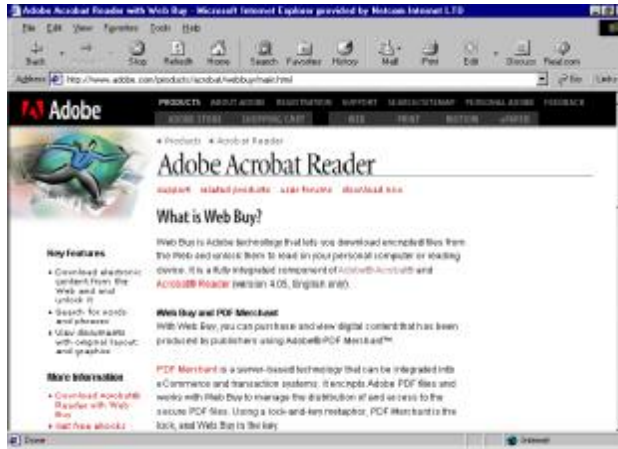 Adobe Acrobat Reader with Web Buy - Microsoft Internet Explorer provided by Netcom Internet LTD
File Edit View Favorites Tools Help
Back Stop Refresh Home Search Favorites History Mail Print Edit Discuss Real.com
Address http://www.adobe.com/products/acrobat/webbuy/main.html Go Links
Adobe
PRODUCTS ABOUT ADOBE REGISTRATION SUPPORT SEARCH/SITEMAP PERSONAL ADOBE FEEDBACK
ADOBE STORE SHOPPING CART WEB PRINT MOTION ePAPER
Products Acrobat Reader
Adobe Acrobat Reader
support related products user forums download now
What is Web Buy?
Web Buy is Adobe technology that lets you download encrypted files from
the Web and unlock them to read on your personal computer or reading
device. It is a fully integrated component of Adobe® Acrobat® and
Acrobat® Reader (version 4.05, English only).
Web Buy and PDF Merchant
With Web Buy, you can purchase and view digital content that has been
produced by publishers using Adobe® PDF Merchant™.
PDF Merchant is a server-based technology that can be integrated into
eCommerce and transaction systems. It encrypts Adobe PDF files and
works with Web Buy to manage the distribution of and access to the
secure PDF files. Using a lock-and-key metaphor, PDF Merchant is the
lock, and Web Buy is the key.
Key Features
Download electronic
content from the
Web and
unlock it
Search for words
and phrases
View documents
with original layout
and graphics
More Information
Download Acrobat®
Reader with Web
Buy
Get free eBooks
Done Internet